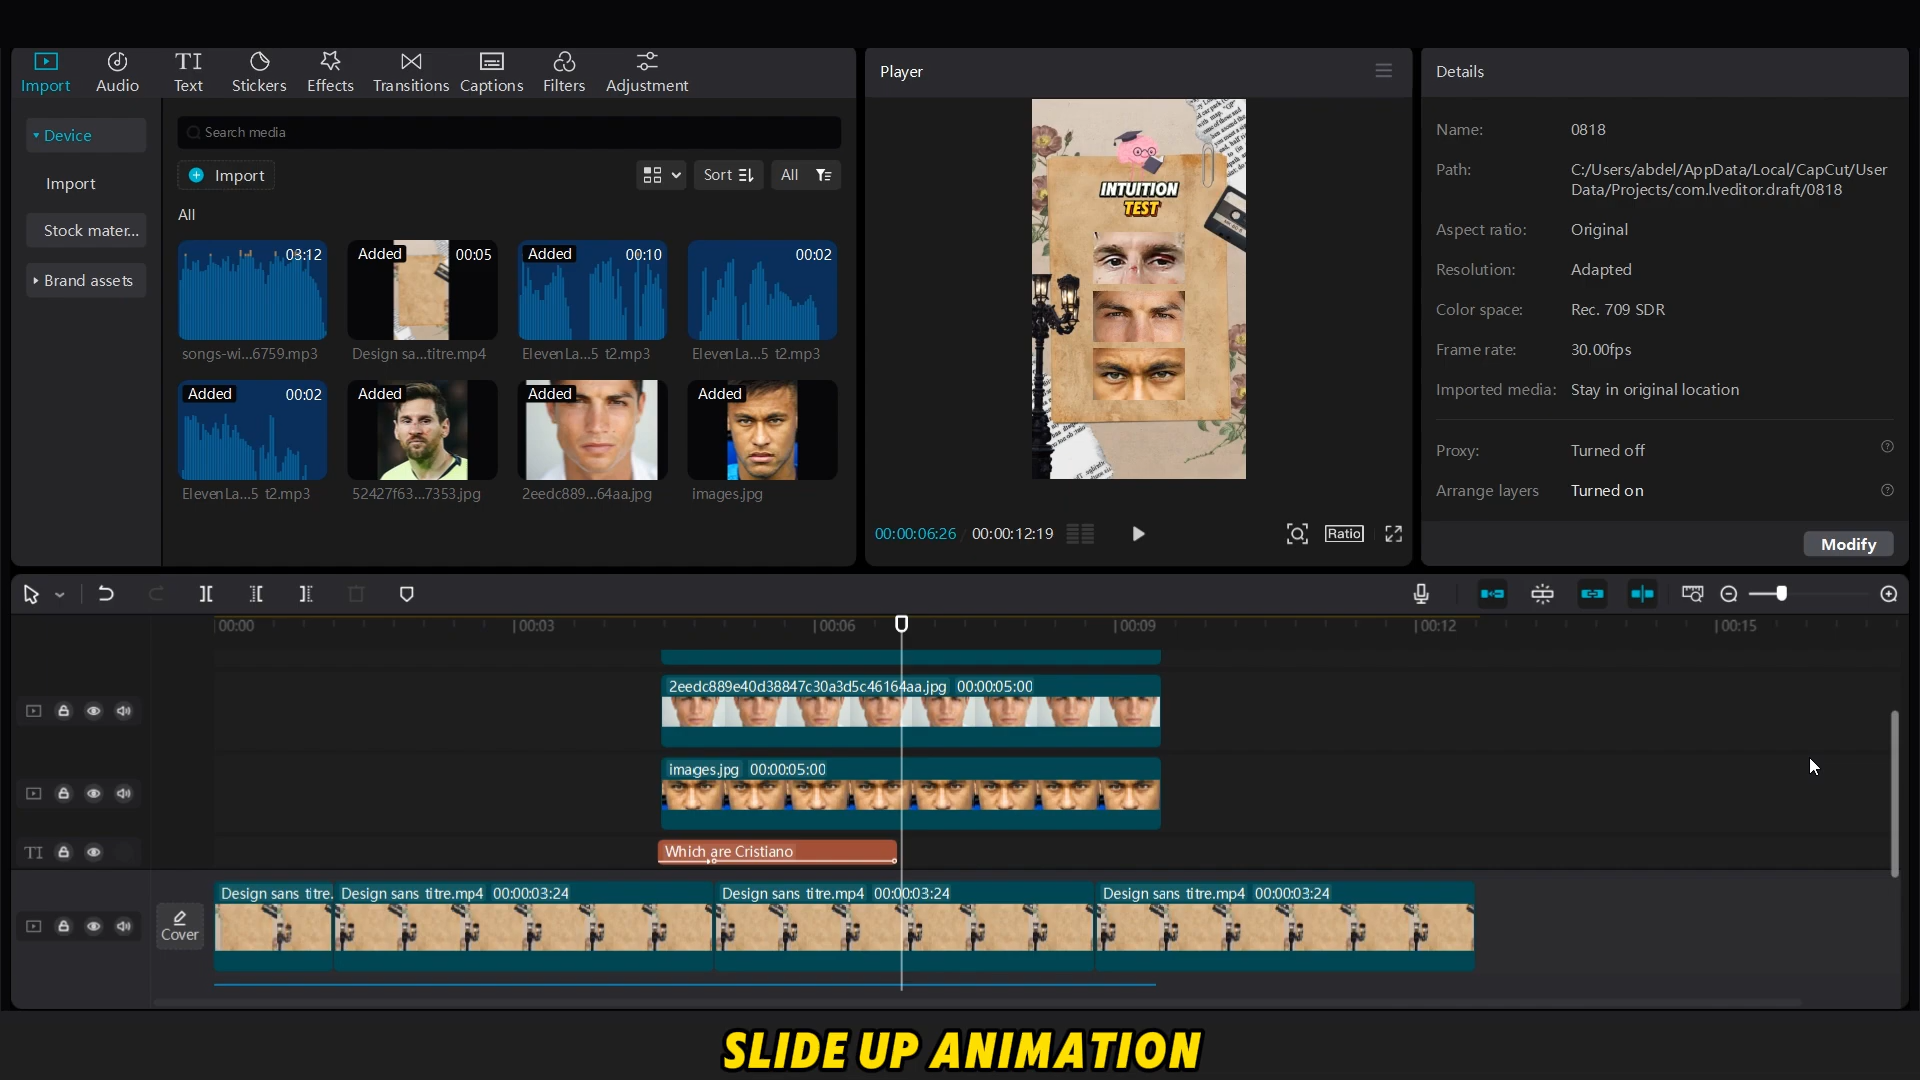 Import
Audio
Text
Stickers
Effects
Transitions
Captions
Filters
Adjustment
Device
Import
Stock mater...
Brand assets
Search media
Import
Sort
All
All
03:12
songs-wi...6759.mp3
Added
00:05
Design sa...titre.mp4
Added
00:10
ElevenLa...5 t2.mp3
00:02
ElevenLa...5 t2.mp3
Added
00:02
ElevenLa...5 t2.mp3
Added
52427f63...7353.jpg
Added
2eedc889...64aa.jpg
Added
images.jpg
Player
INTUITION
TEST
00:00:06:26
00:00:12:19
Ratio
Details
Name: 0818
Path: C:/Users/abdel/AppData/Local/CapCut/User
Data/Projects/com.lveditor.draft/0818
Aspect ratio: Original
Resolution: Adapted
Color space: Rec. 709 SDR
Frame rate: 30.00fps
Imported media: Stay in original location
Proxy: Turned off
Arrange layers Turned on
Modify
00:00
00:03
00:06
00:09
00:12
00:15
2eedc889e40d38847c30a3d5c46164aa.jpg 00:00:05:00
images.jpg 00:00:05:00
TI
Which are Cristiano
Cover
Design sans titre.
Design sans titre.mp4 00:00:03:24
Design sans titre.mp4 00:00:03:24
Design sans titre.mp4 00:00:03:24
SLIDE UP ANIMATION